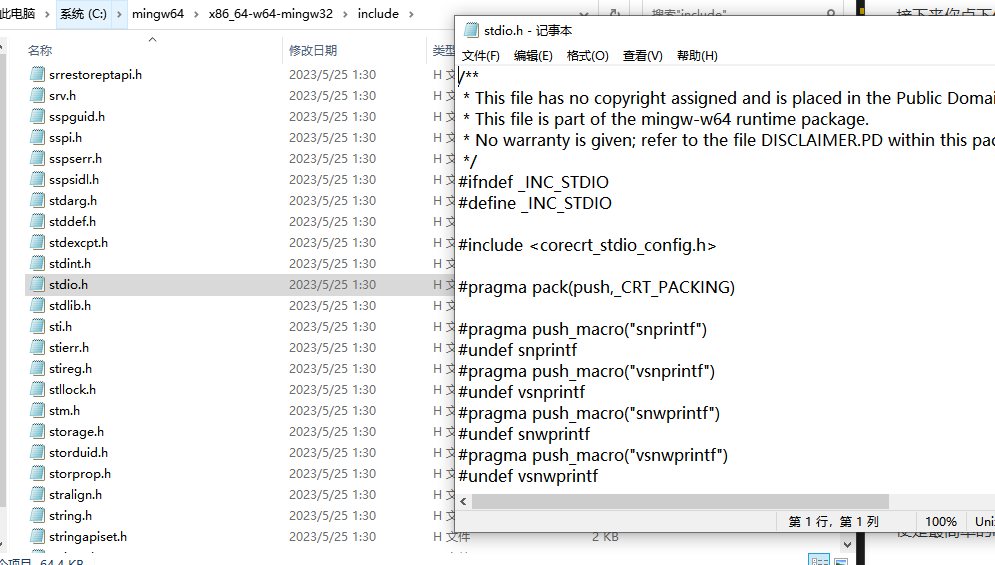 此电脑 > 系统 (C:) > mingw64 > x86_64-w64-mingw32 > include >
搜索"include"
名称 修改日期 类型
srrestoreptapi.h 2023/5/25 1:30 H 文
srv.h 2023/5/25 1:30 H 文
sspguid.h 2023/5/25 1:30 H 文
sspi.h 2023/5/25 1:30 H 文
sspserr.h 2023/5/25 1:30 H 文
sspsidl.h 2023/5/25 1:30 H 文
stdarg.h 2023/5/25 1:30 H 文
stddef.h 2023/5/25 1:30 H 文
stdexcpt.h 2023/5/25 1:30 H 文
stdint.h 2023/5/25 1:30 H 文
stdio.h 2023/5/25 1:30 H 文
stdlib.h 2023/5/25 1:30 H 文
sti.h 2023/5/25 1:30 H 文
stierr.h 2023/5/25 1:30 H 文
stireg.h 2023/5/25 1:30 H 文
stllock.h 2023/5/25 1:30 H 文
stm.h 2023/5/25 1:30 H 文
storage.h 2023/5/25 1:30 H 文
storduid.h 2023/5/25 1:30 H 文
storprop.h 2023/5/25 1:30 H 文
stralign.h 2023/5/25 1:30 H 文
string.h 2023/5/25 1:30 H 文
stringapiset.h 2023/5/25 1:30 H 文件 2 KB
个项目 64.4 KB
stdio.h - 记事本
文件(F) 编辑(E) 格式(O) 查看(V) 帮助(H)
/**
* This file has no copyright assigned and is placed in the Public Domai
* This file is part of the mingw-w64 runtime package.
* No warranty is given; refer to the file DISCLAIMER.PD within this pac
*/
#ifndef _INC_STDIO
#define _INC_STDIO
#include <corecrt_stdio_config.h>
#pragma pack(push,_CRT_PACKING)
#pragma push_macro("snprintf")
#undef snprintf
#pragma push_macro("vsnprintf")
#undef vsnprintf
#pragma push_macro("snwprintf")
#undef snwprintf
#pragma push_macro("vsnwprintf")
#undef vsnwprintf
第 1 行，第 1 列 100% Uni